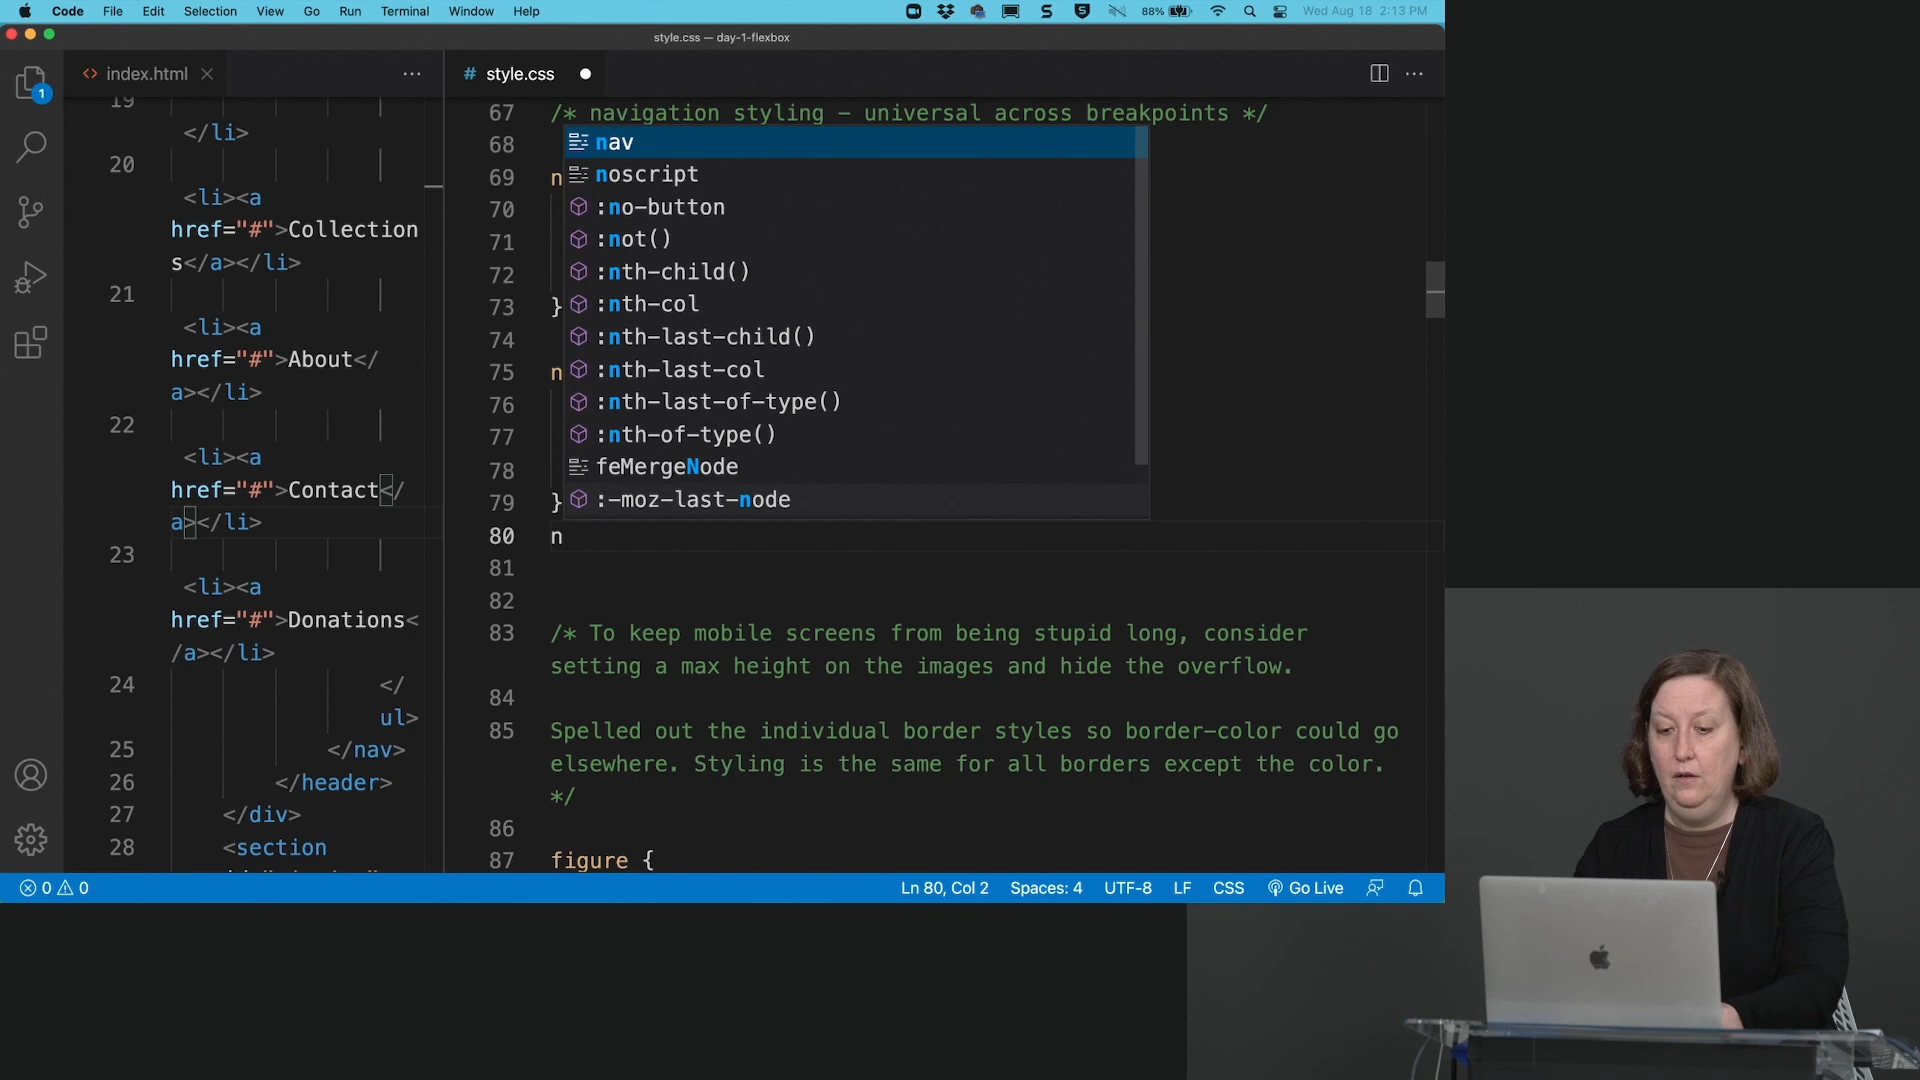 Code File Edit Selection View Go Run Terminal Window Help
88% Wed Aug 18 2:13 PM
style.css — day-1-flexbox
index.html
19
</li>
20
<li><a
href="#">Collection
s</a></li>
21
<li><a
href="#">About</
a></li>
22
<li><a
href="#">Contact</
a></li>
23
<li><a
href="#">Donations<
/a></li>
24 </
ul>
25 </nav>
26 </header>
27 </div>
28 <section
# style.css
67 /* navigation styling – universal across breakpoints */
68
69 n
70
71
72
73 }
74
75 n
76
77
78
79 }
80 n
81
82
83 /* To keep mobile screens from being stupid long, consider
setting a max height on the images and hide the overflow.
84
85 Spelled out the individual border styles so border-color could go
elsewhere. Styling is the same for all borders except the color.
*/
86
87 figure {
nav
noscript
:no-button
:not()
:nth-child()
:nth-col
:nth-last-child()
:nth-last-col
:nth-last-of-type()
:nth-of-type()
feMergeNode
:-moz-last-node
1
0 0
Ln 80, Col 2 Spaces: 4 UTF-8 LF CSS Go Live